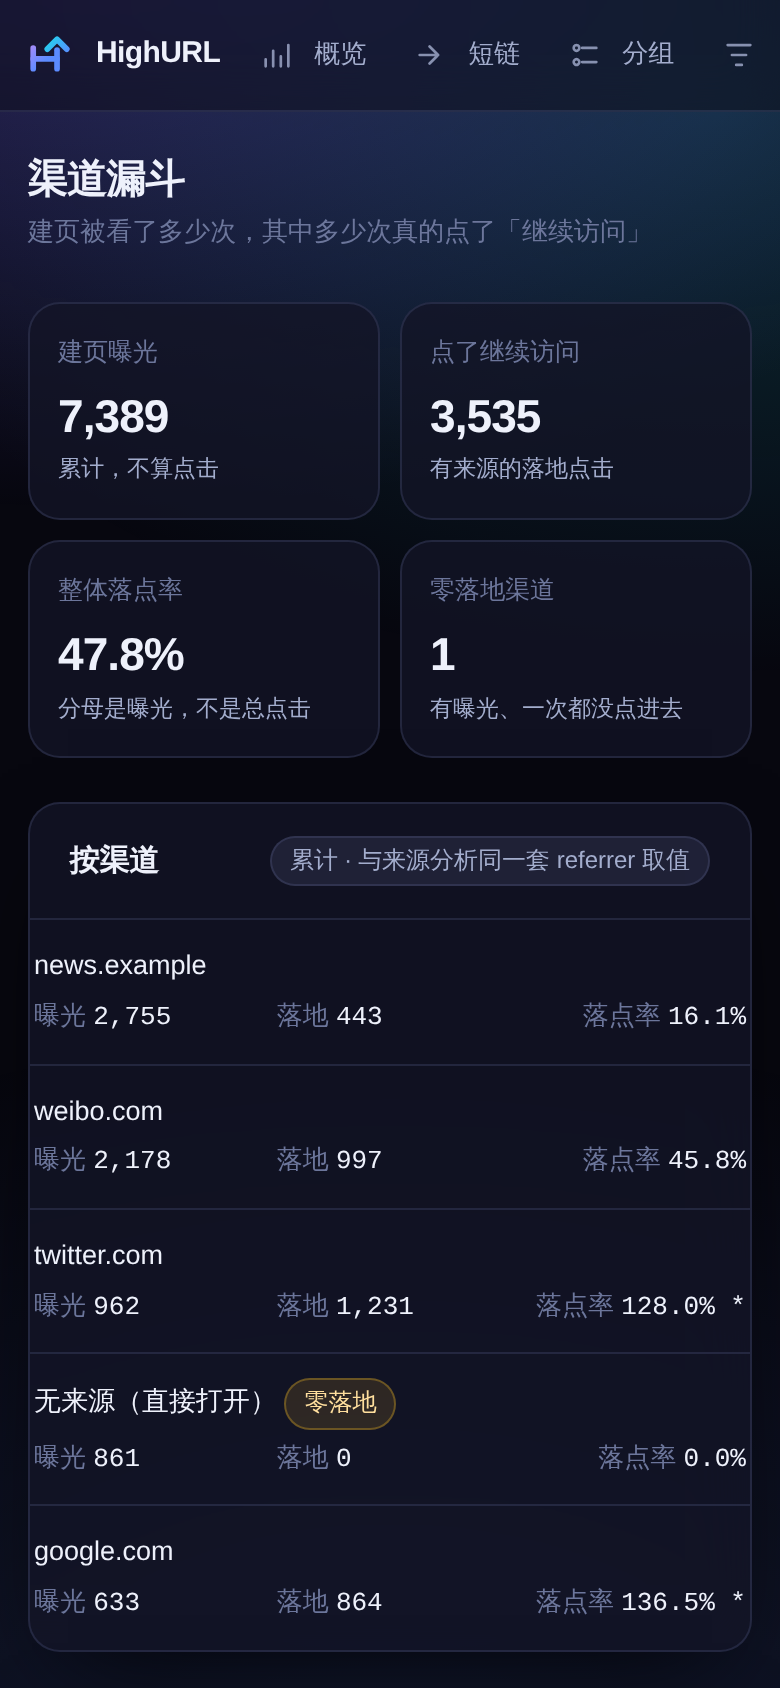 HighURL 概览 短链 分组
渠道漏斗
建页被看了多少次，其中多少次真的点了「继续访问」
建页曝光
7,389
累计，不算点击
点了继续访问
3,535
有来源的落地点击
整体落点率
47.8%
分母是曝光，不是总点击
零落地渠道
1
有曝光、一次都没点进去
按渠道
累计 · 与来源分析同一套 referrer 取值
news.example
曝光 2,755 落地 443 落点率 16.1%
weibo.com
曝光 2,178 落地 997 落点率 45.8%
twitter.com
曝光 962 落地 1,231 落点率 128.0% *
无来源（直接打开） 零落地
曝光 861 落地 0 落点率 0.0%
google.com
曝光 633 落地 864 落点率 136.5% *